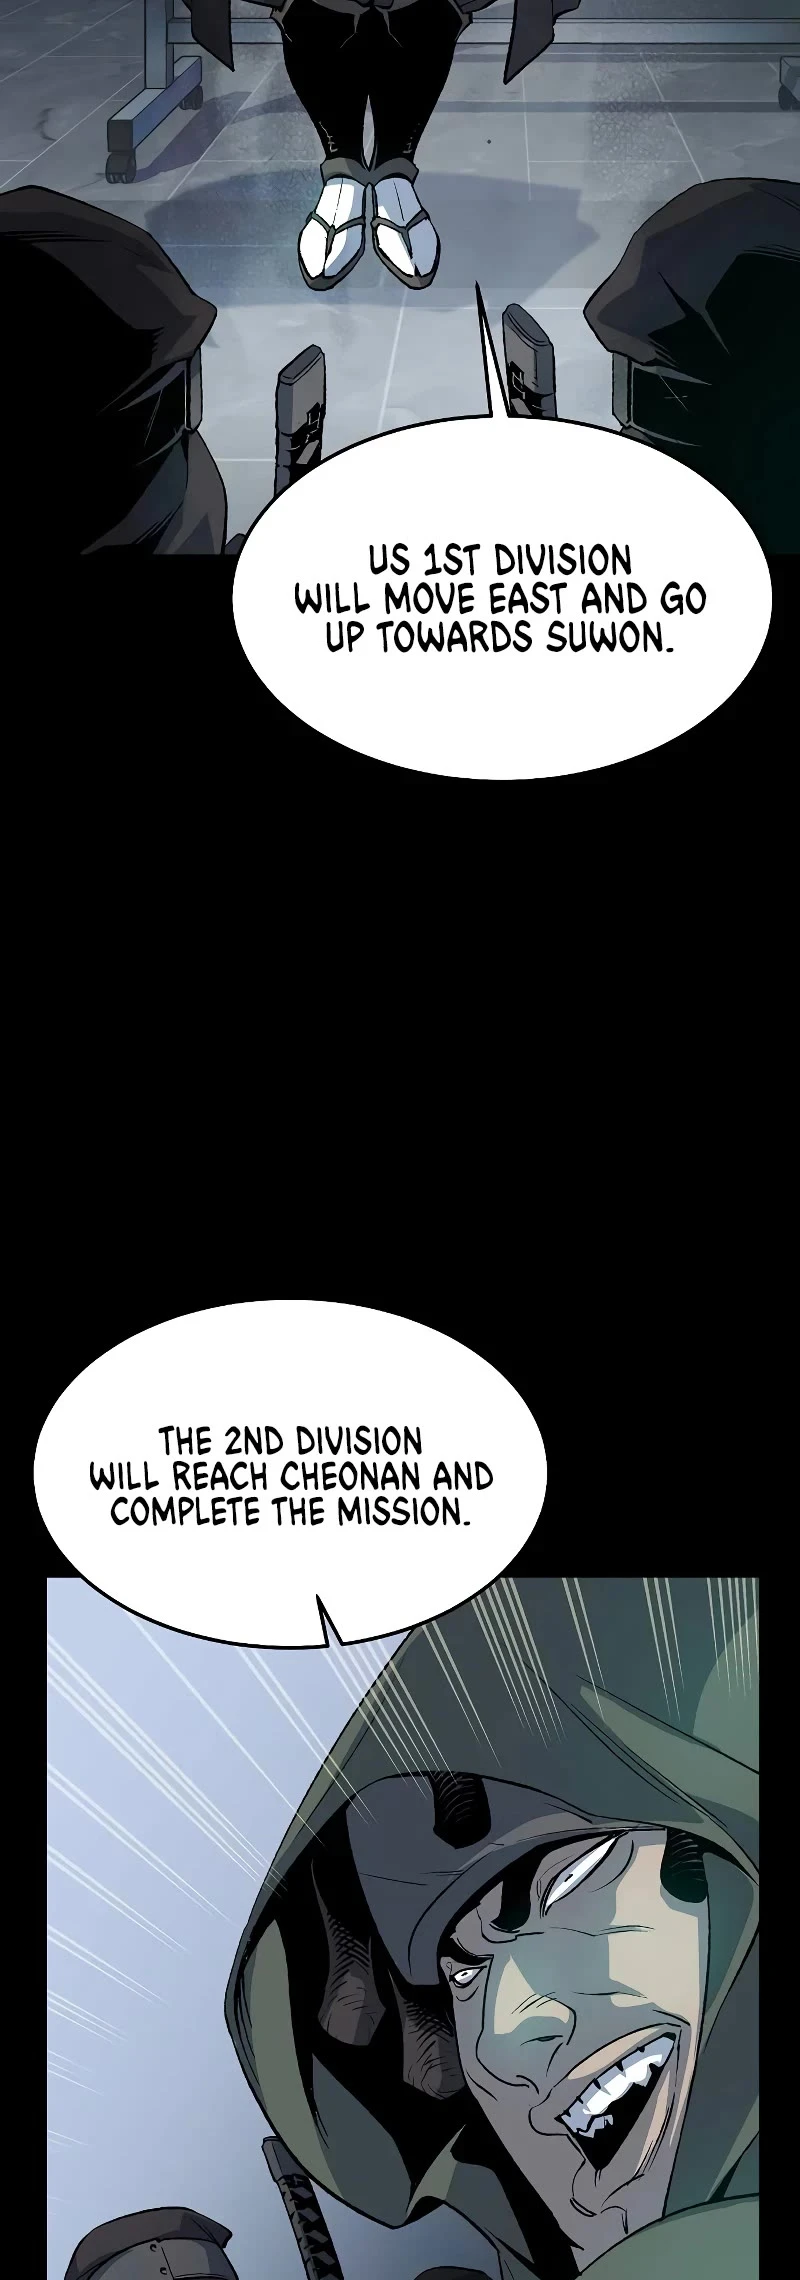 US 1ST DIVISION
WILL MOVE EAST AND GO
UP TOWARDS SUWON.
THE 2ND DIVISION
WILL REACH CHEONAN AND
COMPLETE THE MISSION.